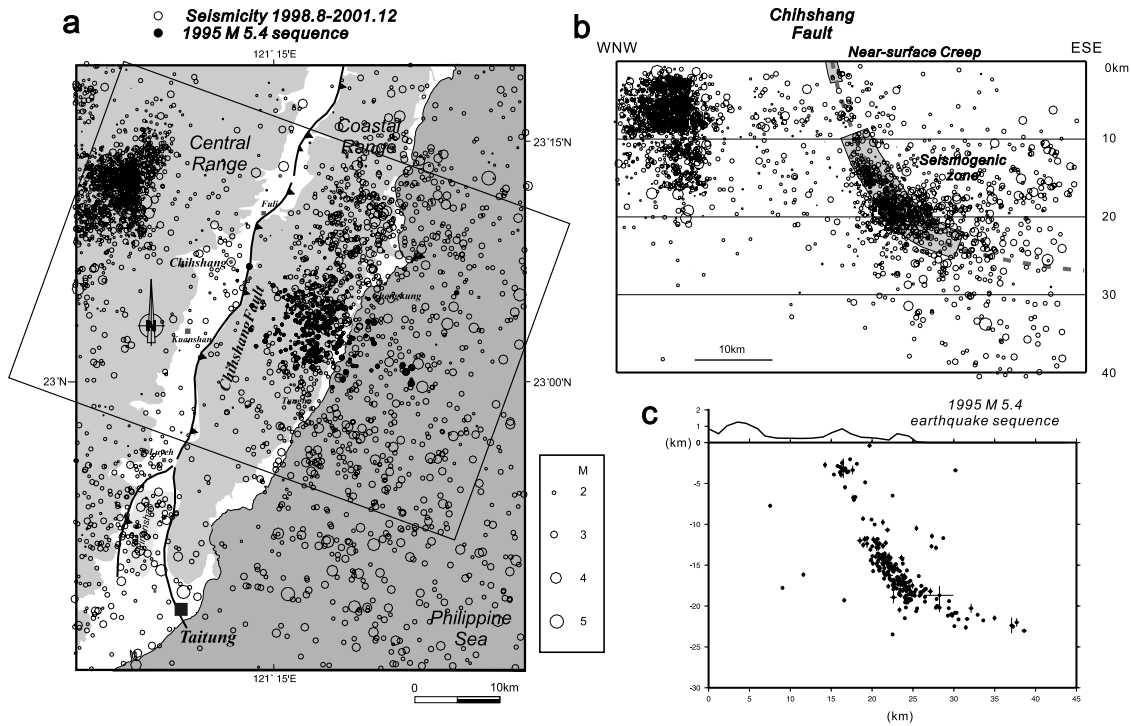 a
Seismicity 1998.8-2001.12
1995 M 5.4 sequence
121° 15'E
Central
Range
Coastal
Range
23°15'N
Fuli
Chihshang
Chihshang Fault
Kuanshan
N
23°N
23°00'N
Taitung
Philippine
Sea
121° 15'E
0 10km
M
2
3
4
5
b
Chihshang
Fault
WNW
ESE
Near-surface Creep
0km
10
Seismogenic
zone
20
30
10km
40
c
1995 M 5.4
earthquake sequence
2
1
(km) 0
-5
-10
-15
-20
-25
-30
0 5 10 15 20 25 30 35 40 45
(km)